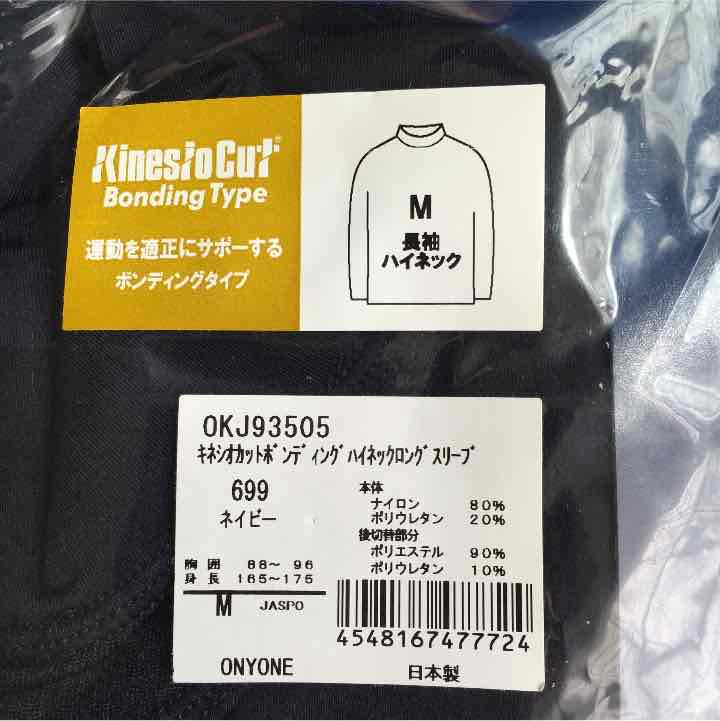 KinesioCut®
Bonding Type
運動を適正にサポーする
ボンディングタイプ
M
長袖
ハイネック
OKJ93505
ｷﾈｼｵｶｯﾄﾎﾞﾝﾃﾞｨﾝｸﾞﾊｲﾈｯｸﾛﾝｸﾞｽﾘｰﾌﾞ
699
ネイビー
本体
ナイロン 80%
ポリウレタン 20%
後切替部分
ポリエステル 90%
ポリウレタン 10%
胸囲 88～ 96
身長 165～175
M JASPO
4548167477724
ONYONE 日本製